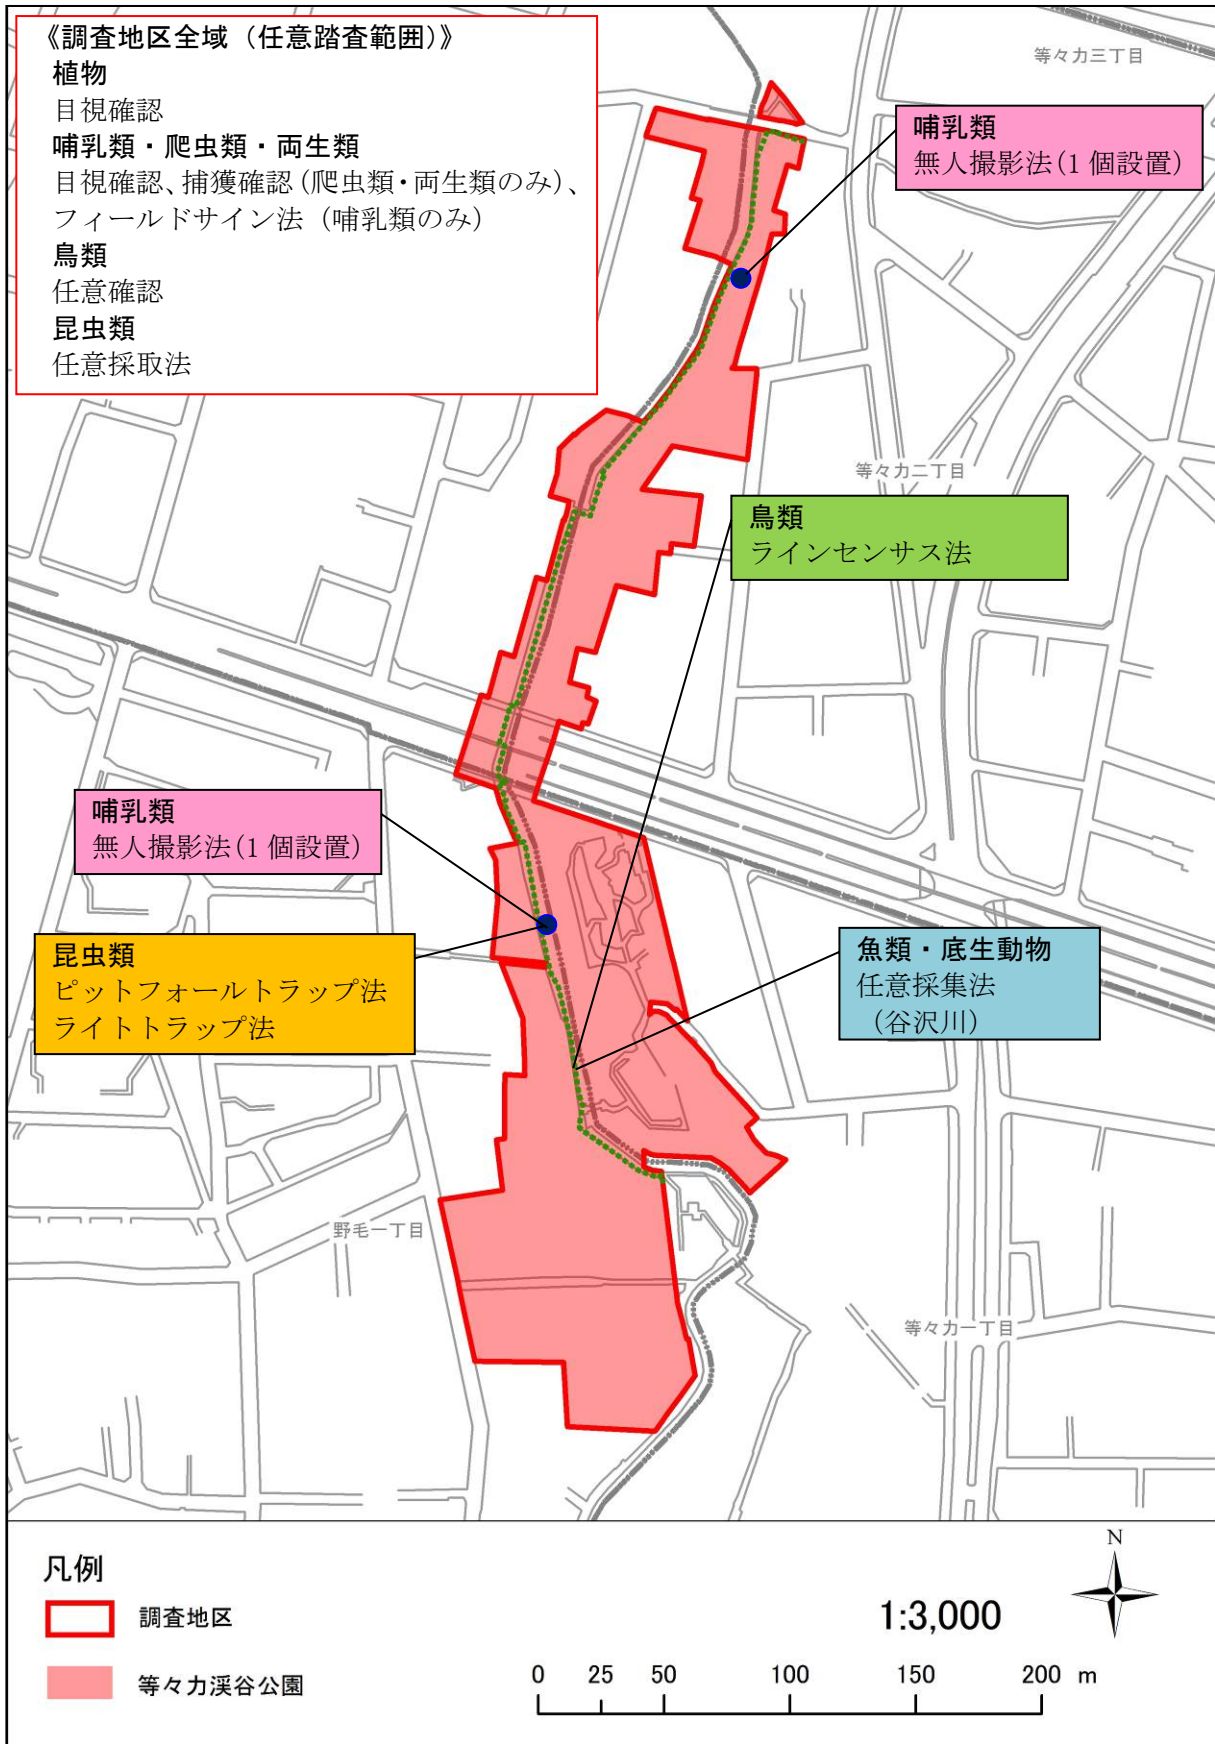 《調査地区全域（任意踏査範囲）》
植物
目視確認
哺乳類・爬虫類・両生類
目視確認、捕獲確認（爬虫類・両生類のみ）、
フィールドサイン法（哺乳類のみ）
鳥類
任意確認
昆虫類
任意採取法
等々力三丁目
哺乳類
無人撮影法（1個設置）
等々力二丁目
鳥類
ラインセンサス法
哺乳類
無人撮影法（1個設置）
昆虫類
ピットフォールトラップ法
ライトトラップ法
魚類・底生動物
任意採集法
（谷沢川）
野毛一丁目
等々力一丁目
凡例
調査地区
等々力渓谷公園
N
1:3,000
0 25 50 100 150 200 m